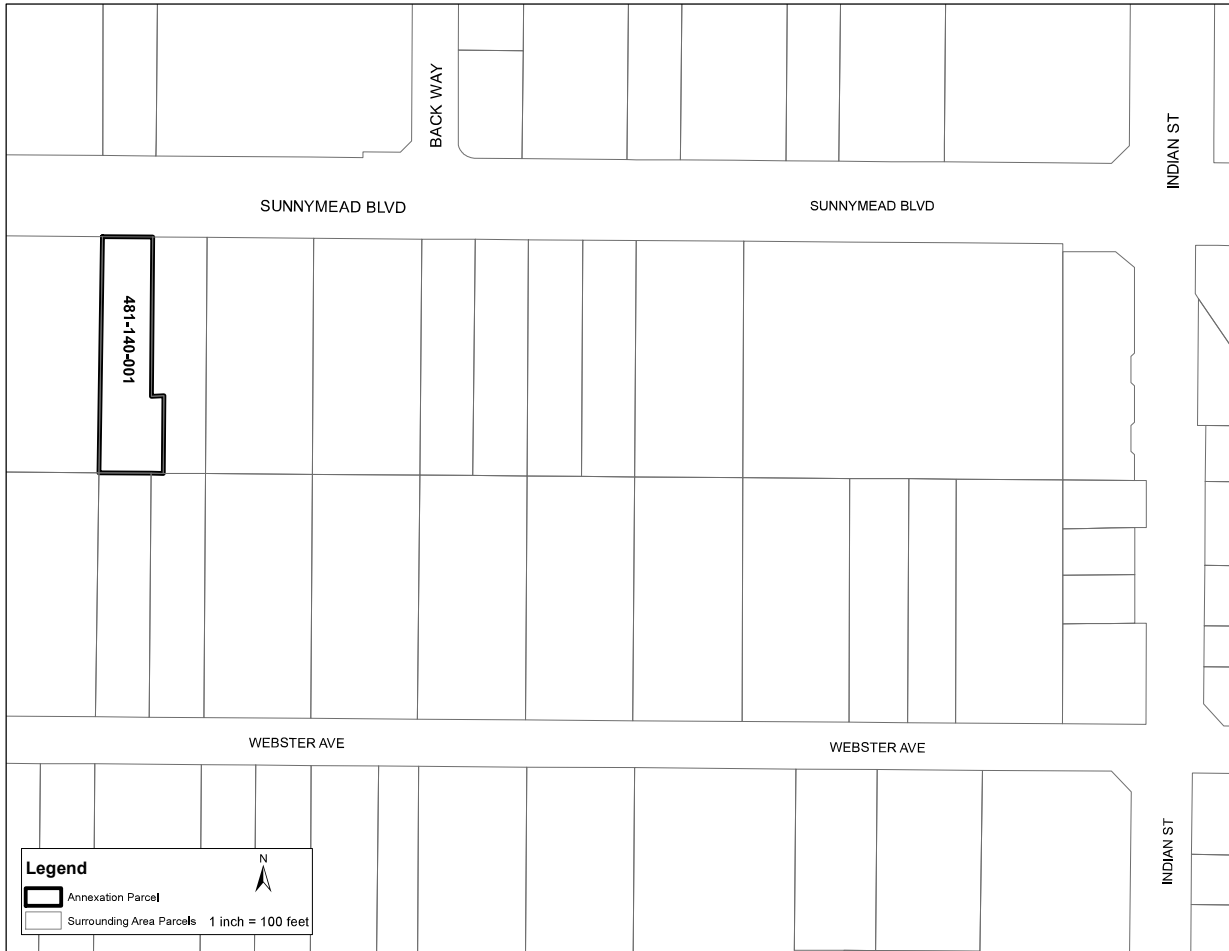 BACK WAY
INDIAN ST
SUNNYMEAD BLVD
SUNNYMEAD BLVD
481-140-001
WEBSTER AVE
WEBSTER AVE
INDIAN ST
Legend
N
Annexation Parcel
Surrounding Area Parcels
1 inch = 100 feet